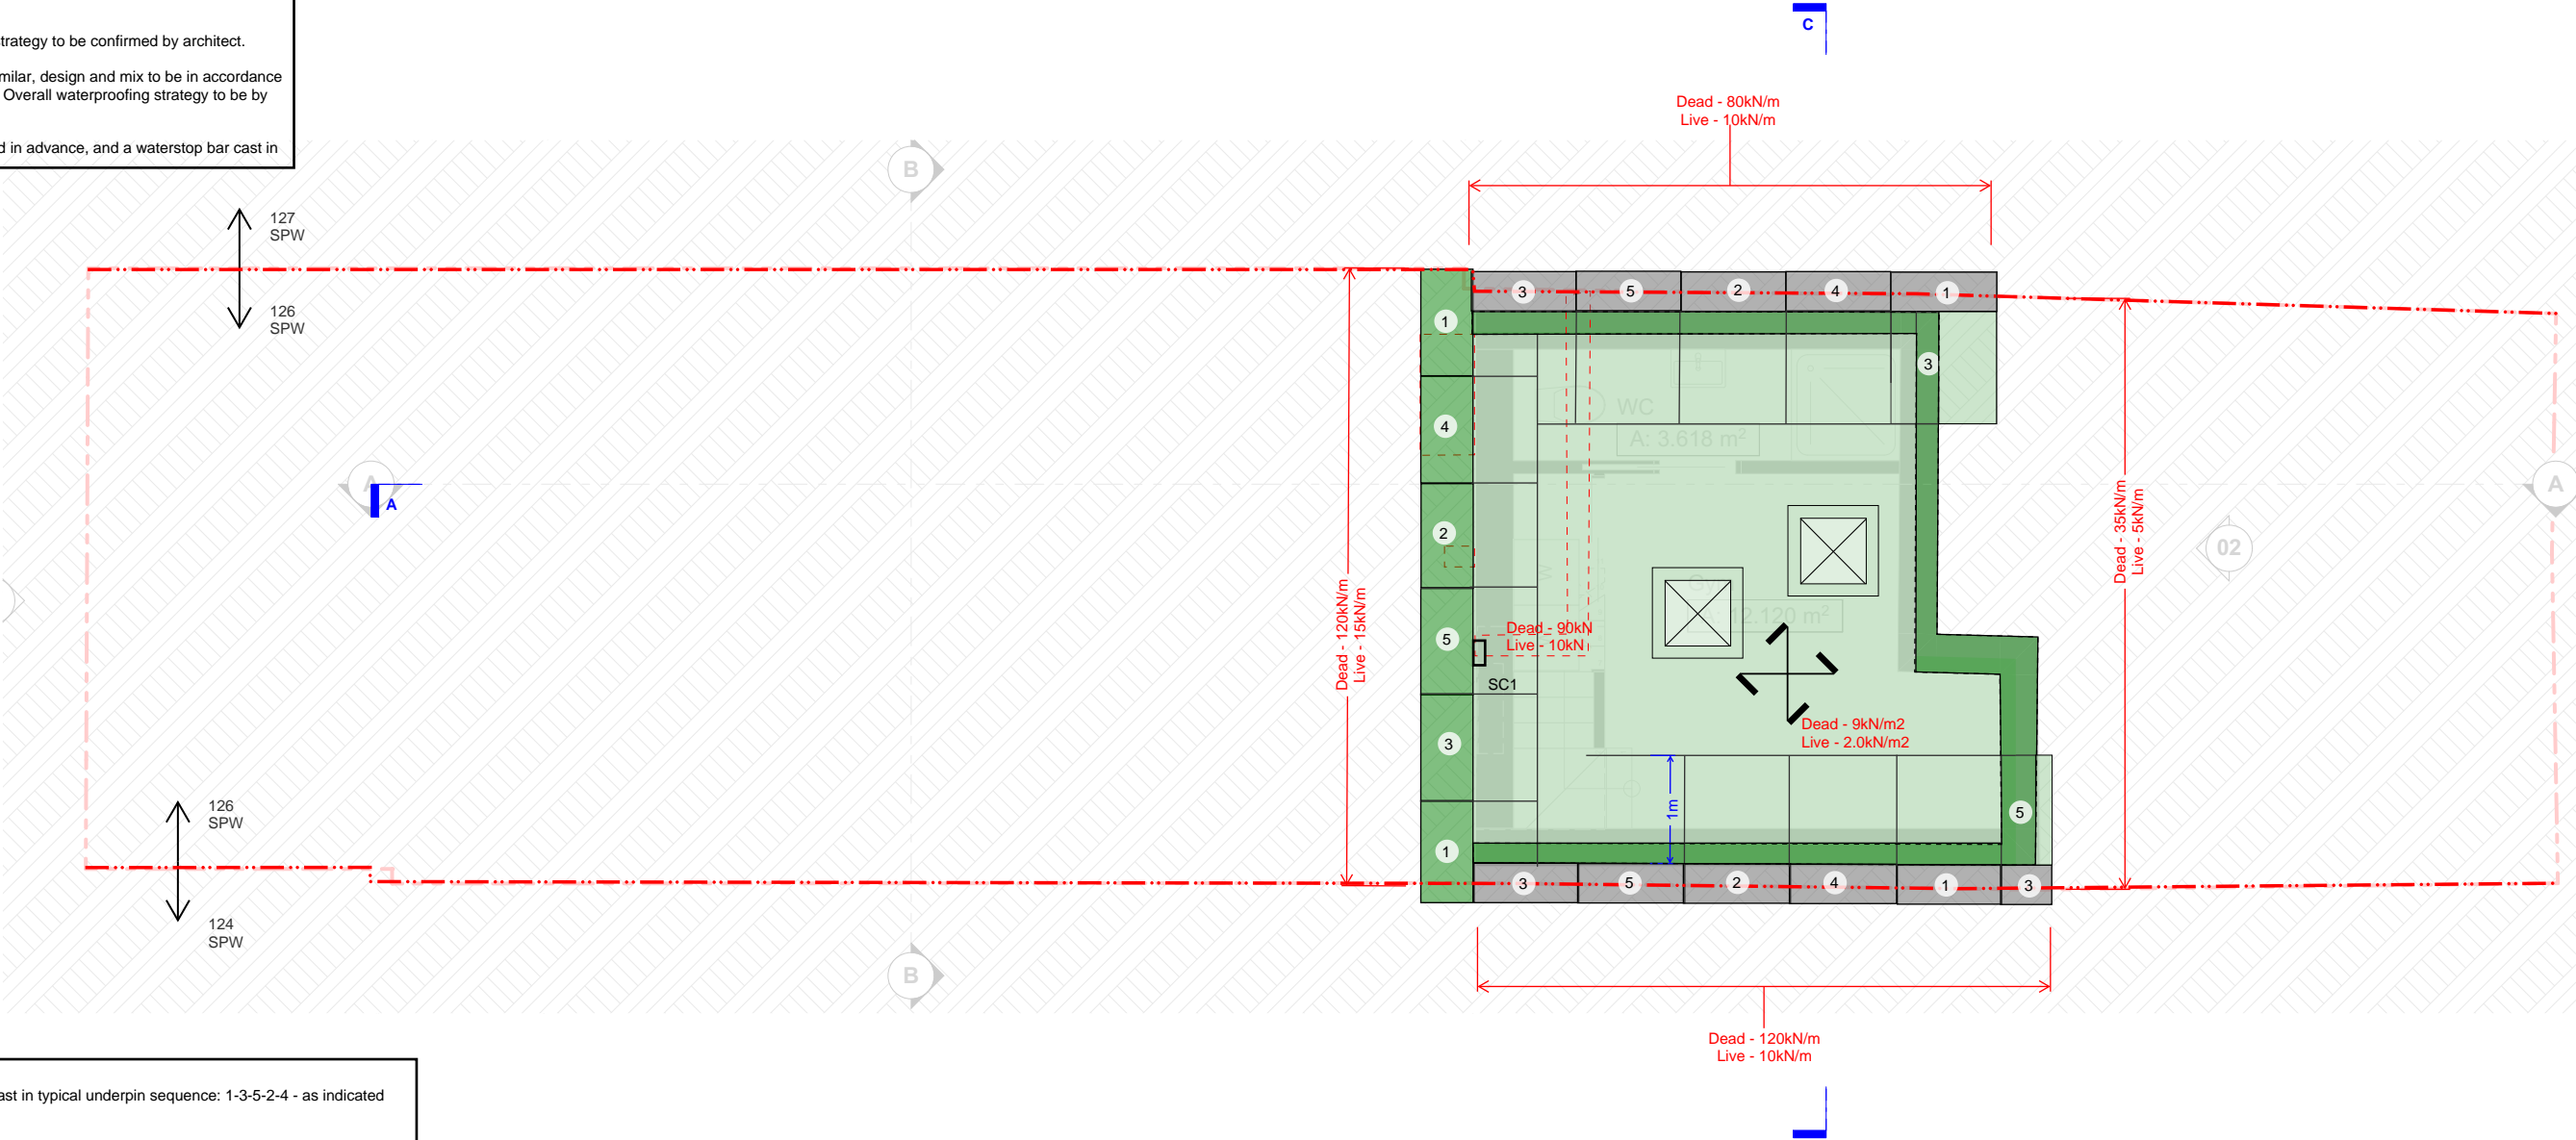 trategy to be confirmed by architect.
milar, design and mix to be in accordance
Overall waterproofing strategy to be by
d in advance, and a waterstop bar cast in
C
Dead - 80kN/m
Live - 10kN/m
B
127
SPW
126
SPW
3
5
2
4
1
1
3
4
WC
A: 3.618 m²
A
A
A
2
02
Dead - 35kN/m
Live - 5kN/m
Dead - 120kN/m
Live - 15kN/m
W
12.120 m²
Dead - 90kN
Live - 10kN
5
SC1
Dead - 9kN/m2
Live - 2.0kN/m2
3
1m
126
SPW
5
1
3
5
2
4
1
3
124
SPW
B
Dead - 120kN/m
Live - 10kN/m
ast in typical underpin sequence: 1-3-5-2-4 - as indicated